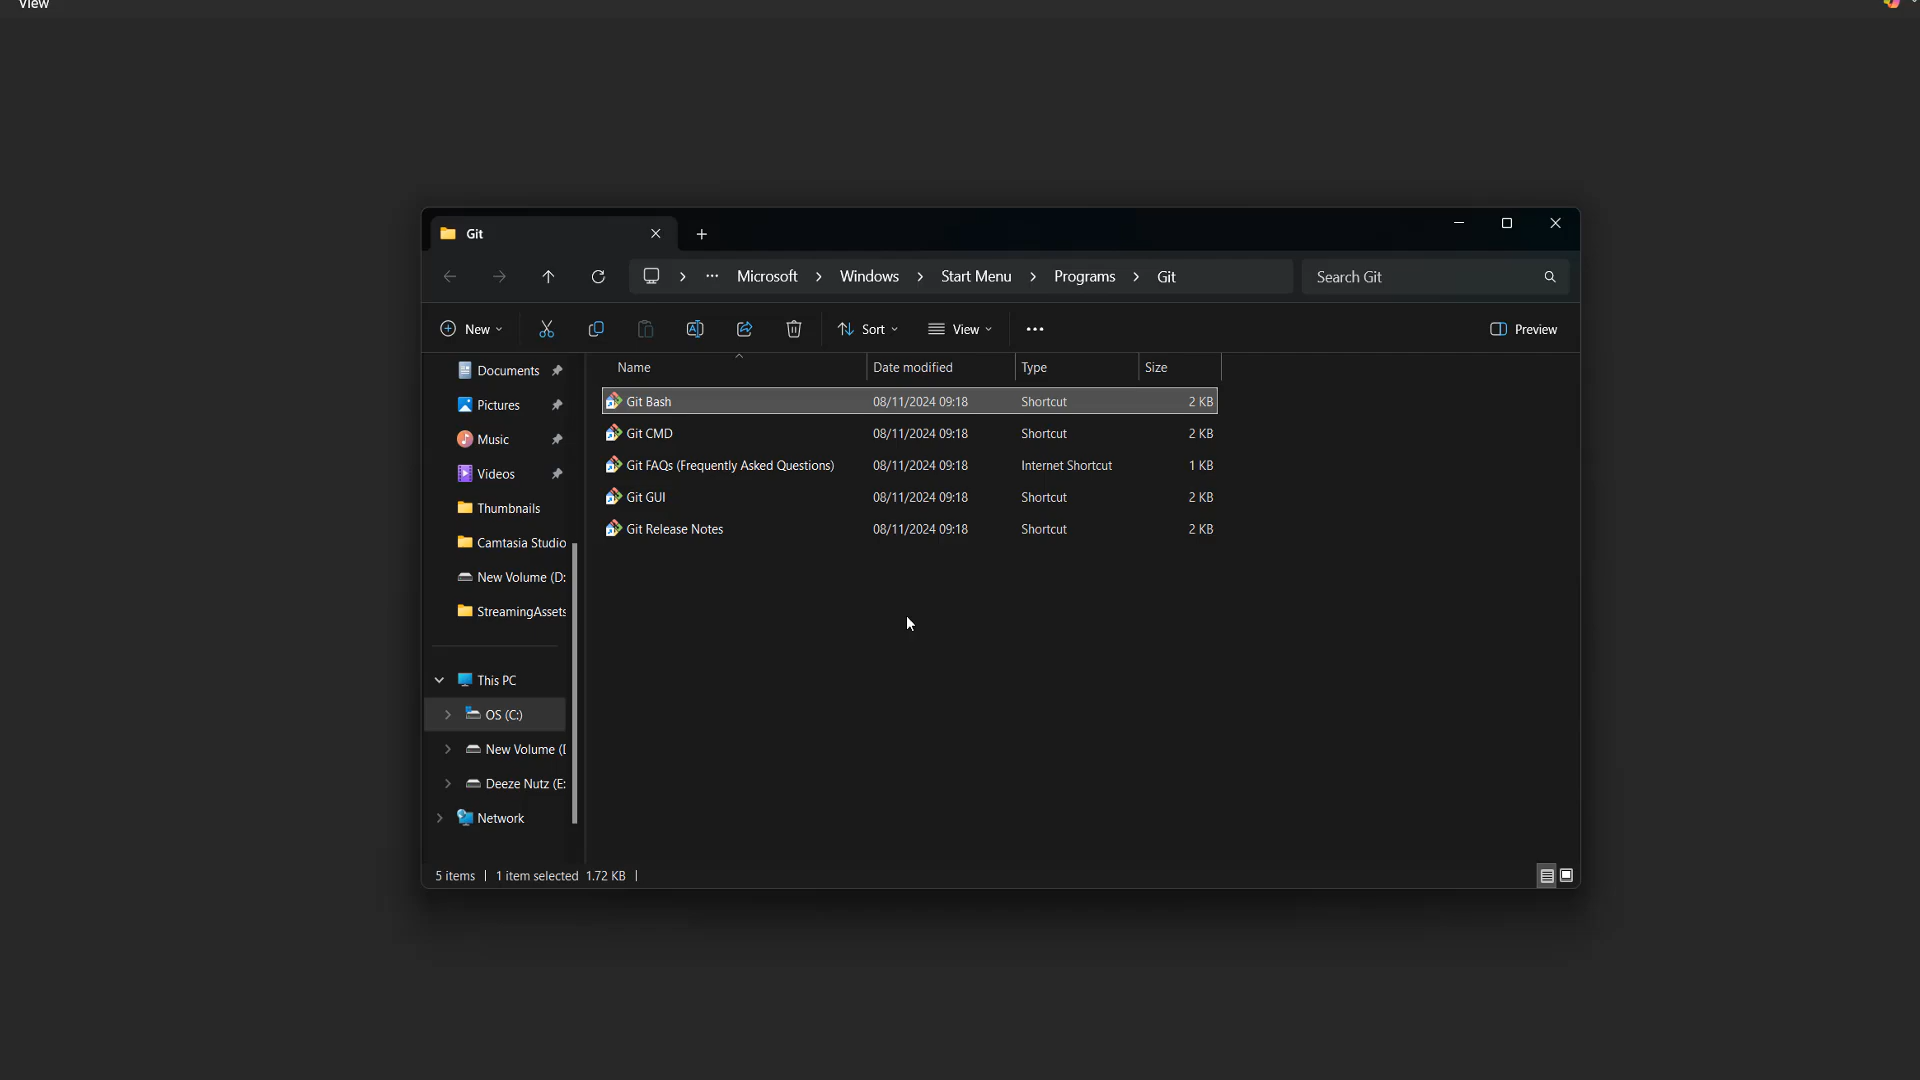 View
Git
Microsoft > Windows > Start Menu > Programs > Git
Search Git
New
Sort
View
Preview
Name Date modified Type Size
Documents
Pictures
Music
Videos
Thumbnails
Camtasia Studio
New Volume (D:
StreamingAssets
This PC
OS (C:)
New Volume (D
Deeze Nutz (E:
Network
Git Bash 08/11/2024 09:18 Shortcut 2 KB
Git CMD 08/11/2024 09:18 Shortcut 2 KB
Git FAQs (Frequently Asked Questions) 08/11/2024 09:18 Internet Shortcut 1 KB
Git GUI 08/11/2024 09:18 Shortcut 2 KB
Git Release Notes 08/11/2024 09:18 Shortcut 2 KB
5 items | 1 item selected 1.72 KB |